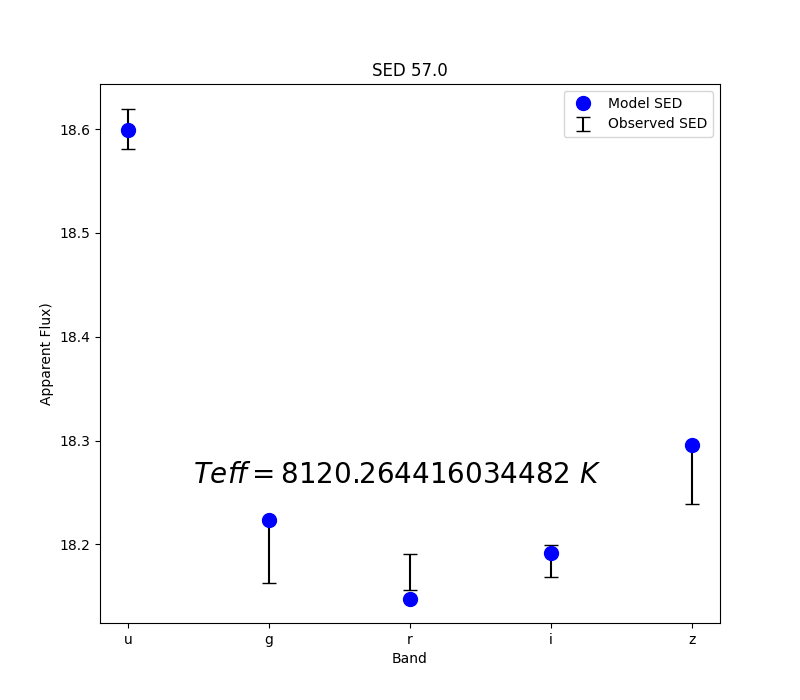 SED 57.0
Model SED
Observed SED
18.6
18.5
18.4
18.3
18.2
Apparent Flux)
Teff = 8120.264416034482 K
u g r i z
Band